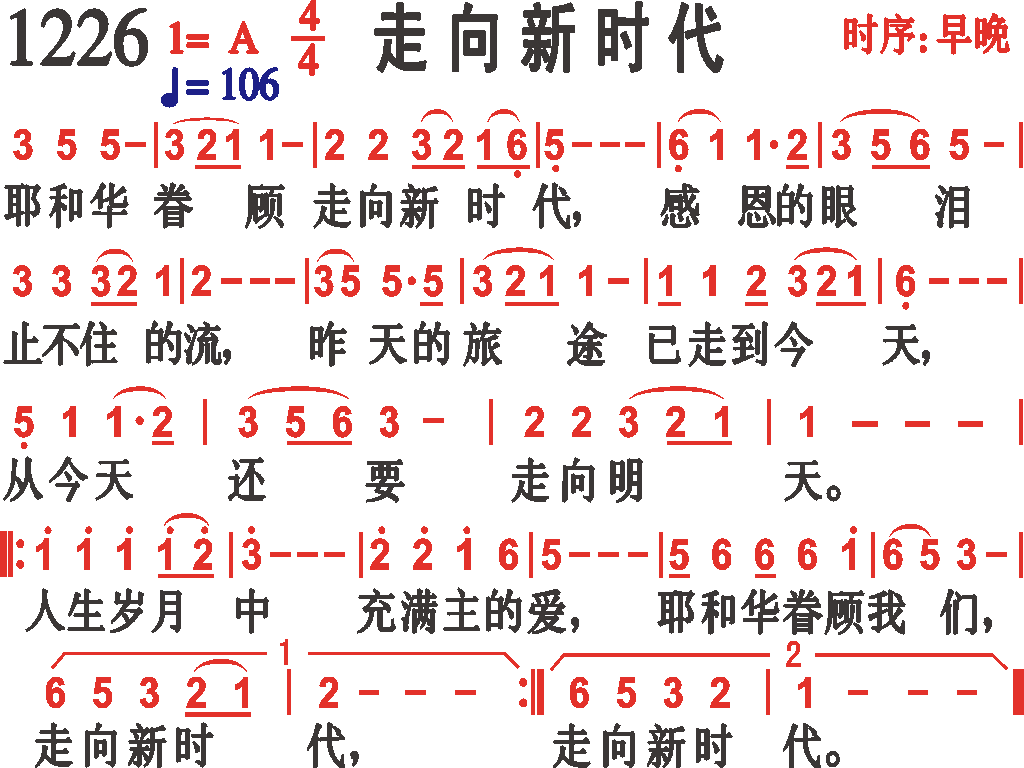 1226 1= A 4/4 走向新时代 时序:早晚
♩= 106
3 5 5-|3 2 1 1-|2 2 3 2 1 6|5---|6 1 1·2|3 5 6 5 -|
耶和华眷 顾 走向新时代, 感恩的眼泪
3 3 3 2 1|2---|3 5 5·5|3 2 1 1-|1 1 2 3 2 1|6---|
止不住的流, 昨天的旅途已走到今天,
5 1 1·2 | 3 5 6 3 - | 2 2 3 2 1 | 1 - - -|
从今天 还要 走向明 天。
‖:1 1 1 1 2|3---|2 2 1 6|5---|5 6 6 6 1|6 5 3-|
人生岁月 中 充满主的爱, 耶和华眷顾我们,
1 2
6 5 3 2 1 | 2 - - - :‖ 6 5 3 2 | 1 - - - ‖
走向新时 代, 走向新时 代。